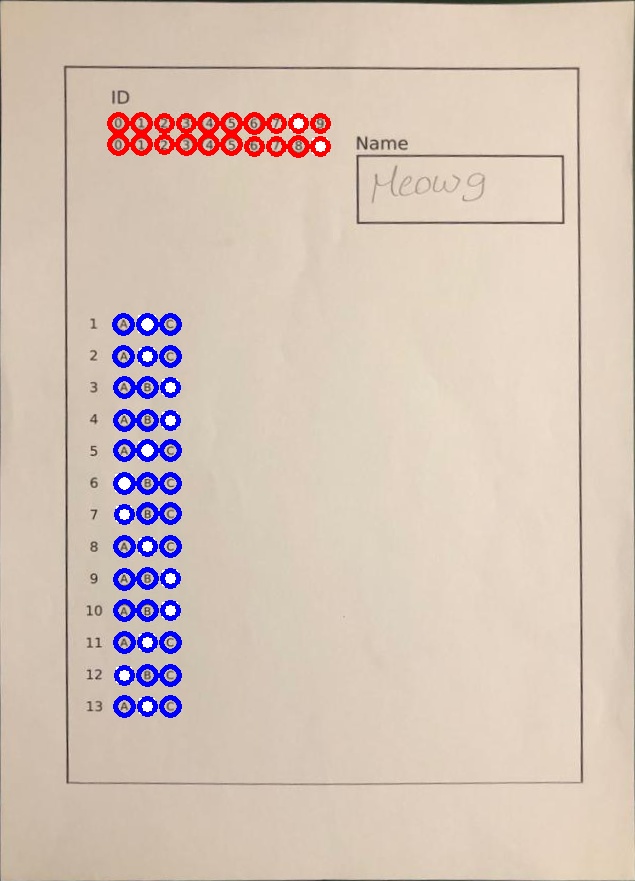 ID
0 1 2 3 4 5 6 7 9
0 1 2 3 4 5 6 7 8
Name
Meowg
1 A C
2 A C
3 A B
4 A B
5 A C
6 B C
7 B C
8 A C
9 A B
10 A B
11 A C
12 B C
13 A C